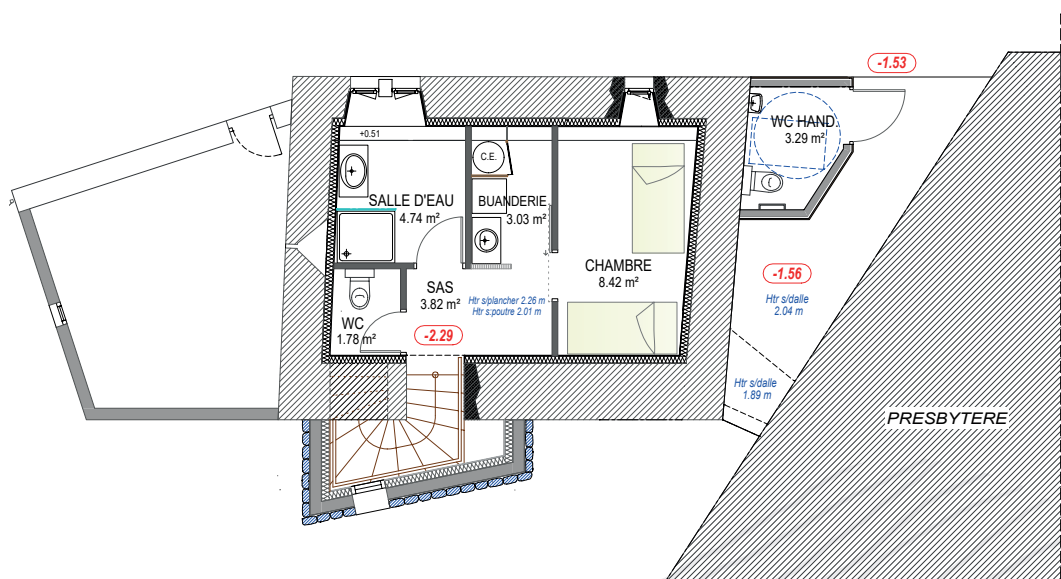 -1.53
WC HAND.
3.29 m²
+0.51
C.E.
SALLE D'EAU
4.74 m²
BUANDERIE
3.03 m²
CHAMBRE
8.42 m²
SAS
3.82 m²
Htr s/plancher 2.26 m
Htr s:poutre 2.01 m
WC
1.78 m²
-2.29
-1.56
Htr s/dalle
2.04 m
Htr s/dalle
1.89 m
PRESBYTERE